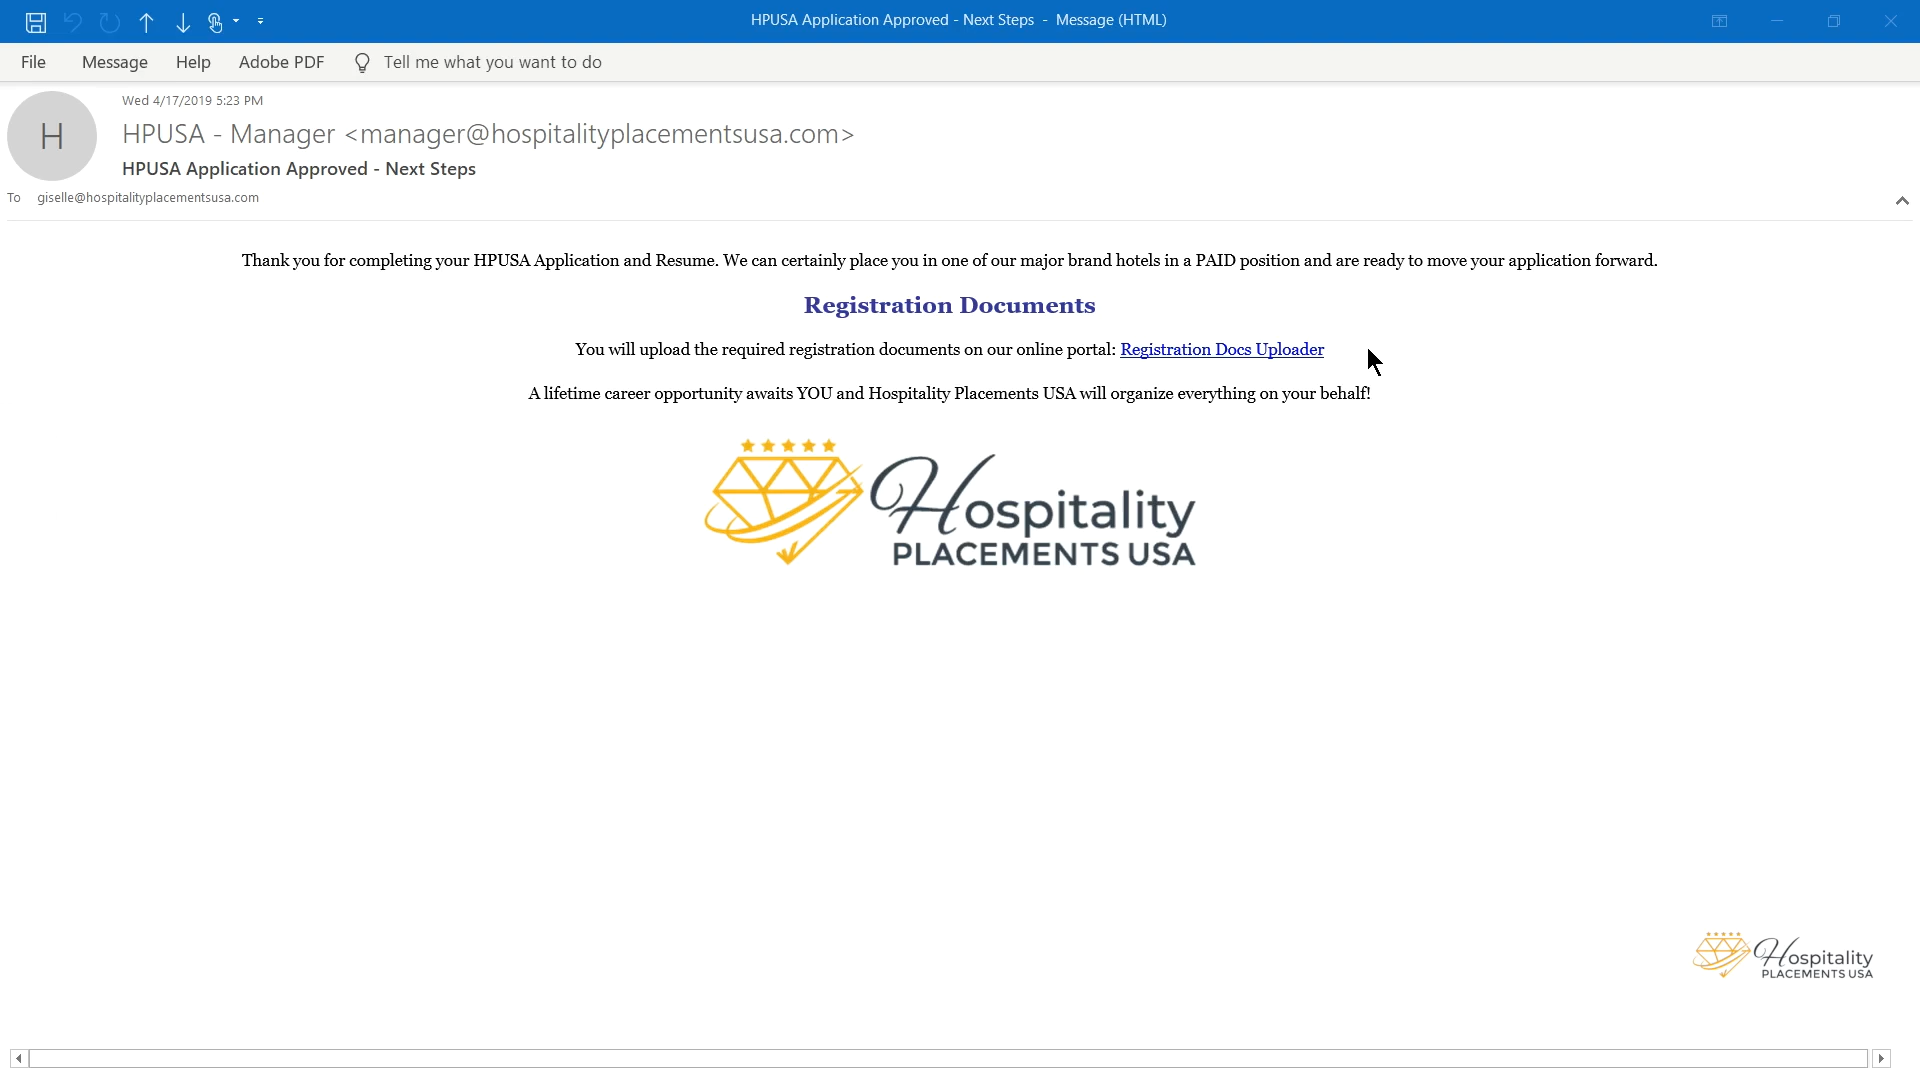 HPUSA Application Approved - Next Steps - Message (HTML)
File Message Help Adobe PDF Tell me what you want to do
Wed 4/17/2019 5:23 PM
H
HPUSA - Manager <manager@hospitalityplacementsusa.com>
HPUSA Application Approved - Next Steps
To giselle@hospitalityplacementsusa.com
Thank you for completing your HPUSA Application and Resume. We can certainly place you in one of our major brand hotels in a PAID position and are ready to move your application forward.
Registration Documents
You will upload the required registration documents on our online portal: Registration Docs Uploader
A lifetime career opportunity awaits YOU and Hospitality Placements USA will organize everything on your behalf!
Hospitality
PLACEMENTS USA
Hospitality
PLACEMENTS USA